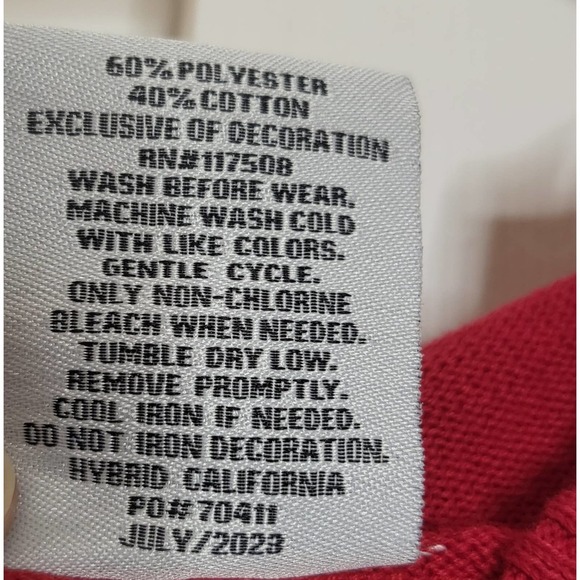 60% POLYESTER
40% COTTON
EXCLUSIVE OF DECORATION
RN#117508
WASH BEFORE WEAR.
MACHINE WASH COLD
WITH LIKE COLORS.
GENTLE CYCLE.
ONLY NON-CHLORINE
BLEACH WHEN NEEDED.
TUMBLE DRY LOW.
REMOVE PROMPTLY.
COOL IRON IF NEEDED.
DO NOT IRON DECORATION.
HYBRID CALIFORNIA
PO# 70411
JULY/2023